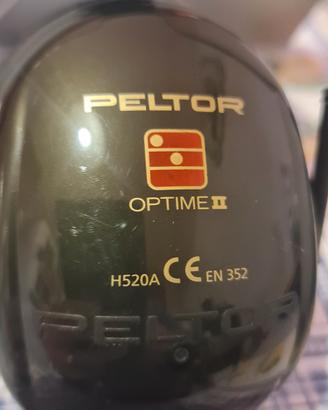 PELTOR
OPTIME II
H520A CE EN 352
PELTOR